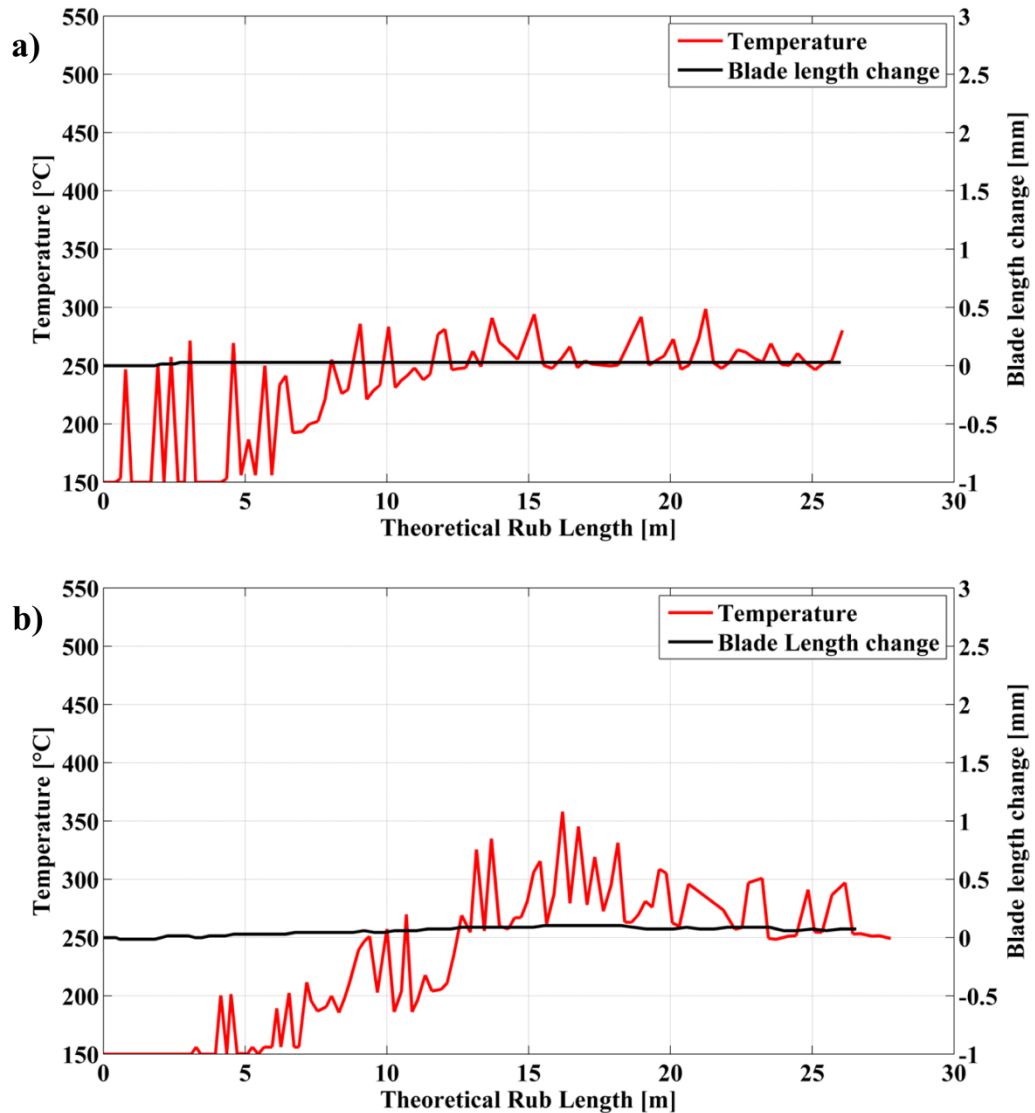 a)
Temperature [°C]
550
500
450
400
350
300
250
200
150
Temperature
Blade length change
3
2.5
2
1.5
1
0.5
0
-0.5
-1
Blade length change [mm]
0 5 10 15 20 25 30
Theoretical Rub Length [m]
b)
Temperature [°C]
550
500
450
400
350
300
250
200
150
Temperature
Blade Length change
3
2.5
2
1.5
1
0.5
0
-0.5
-1
Blade length change [mm]
0 5 10 15 20 25 30
Theoretical Rub Length [m]